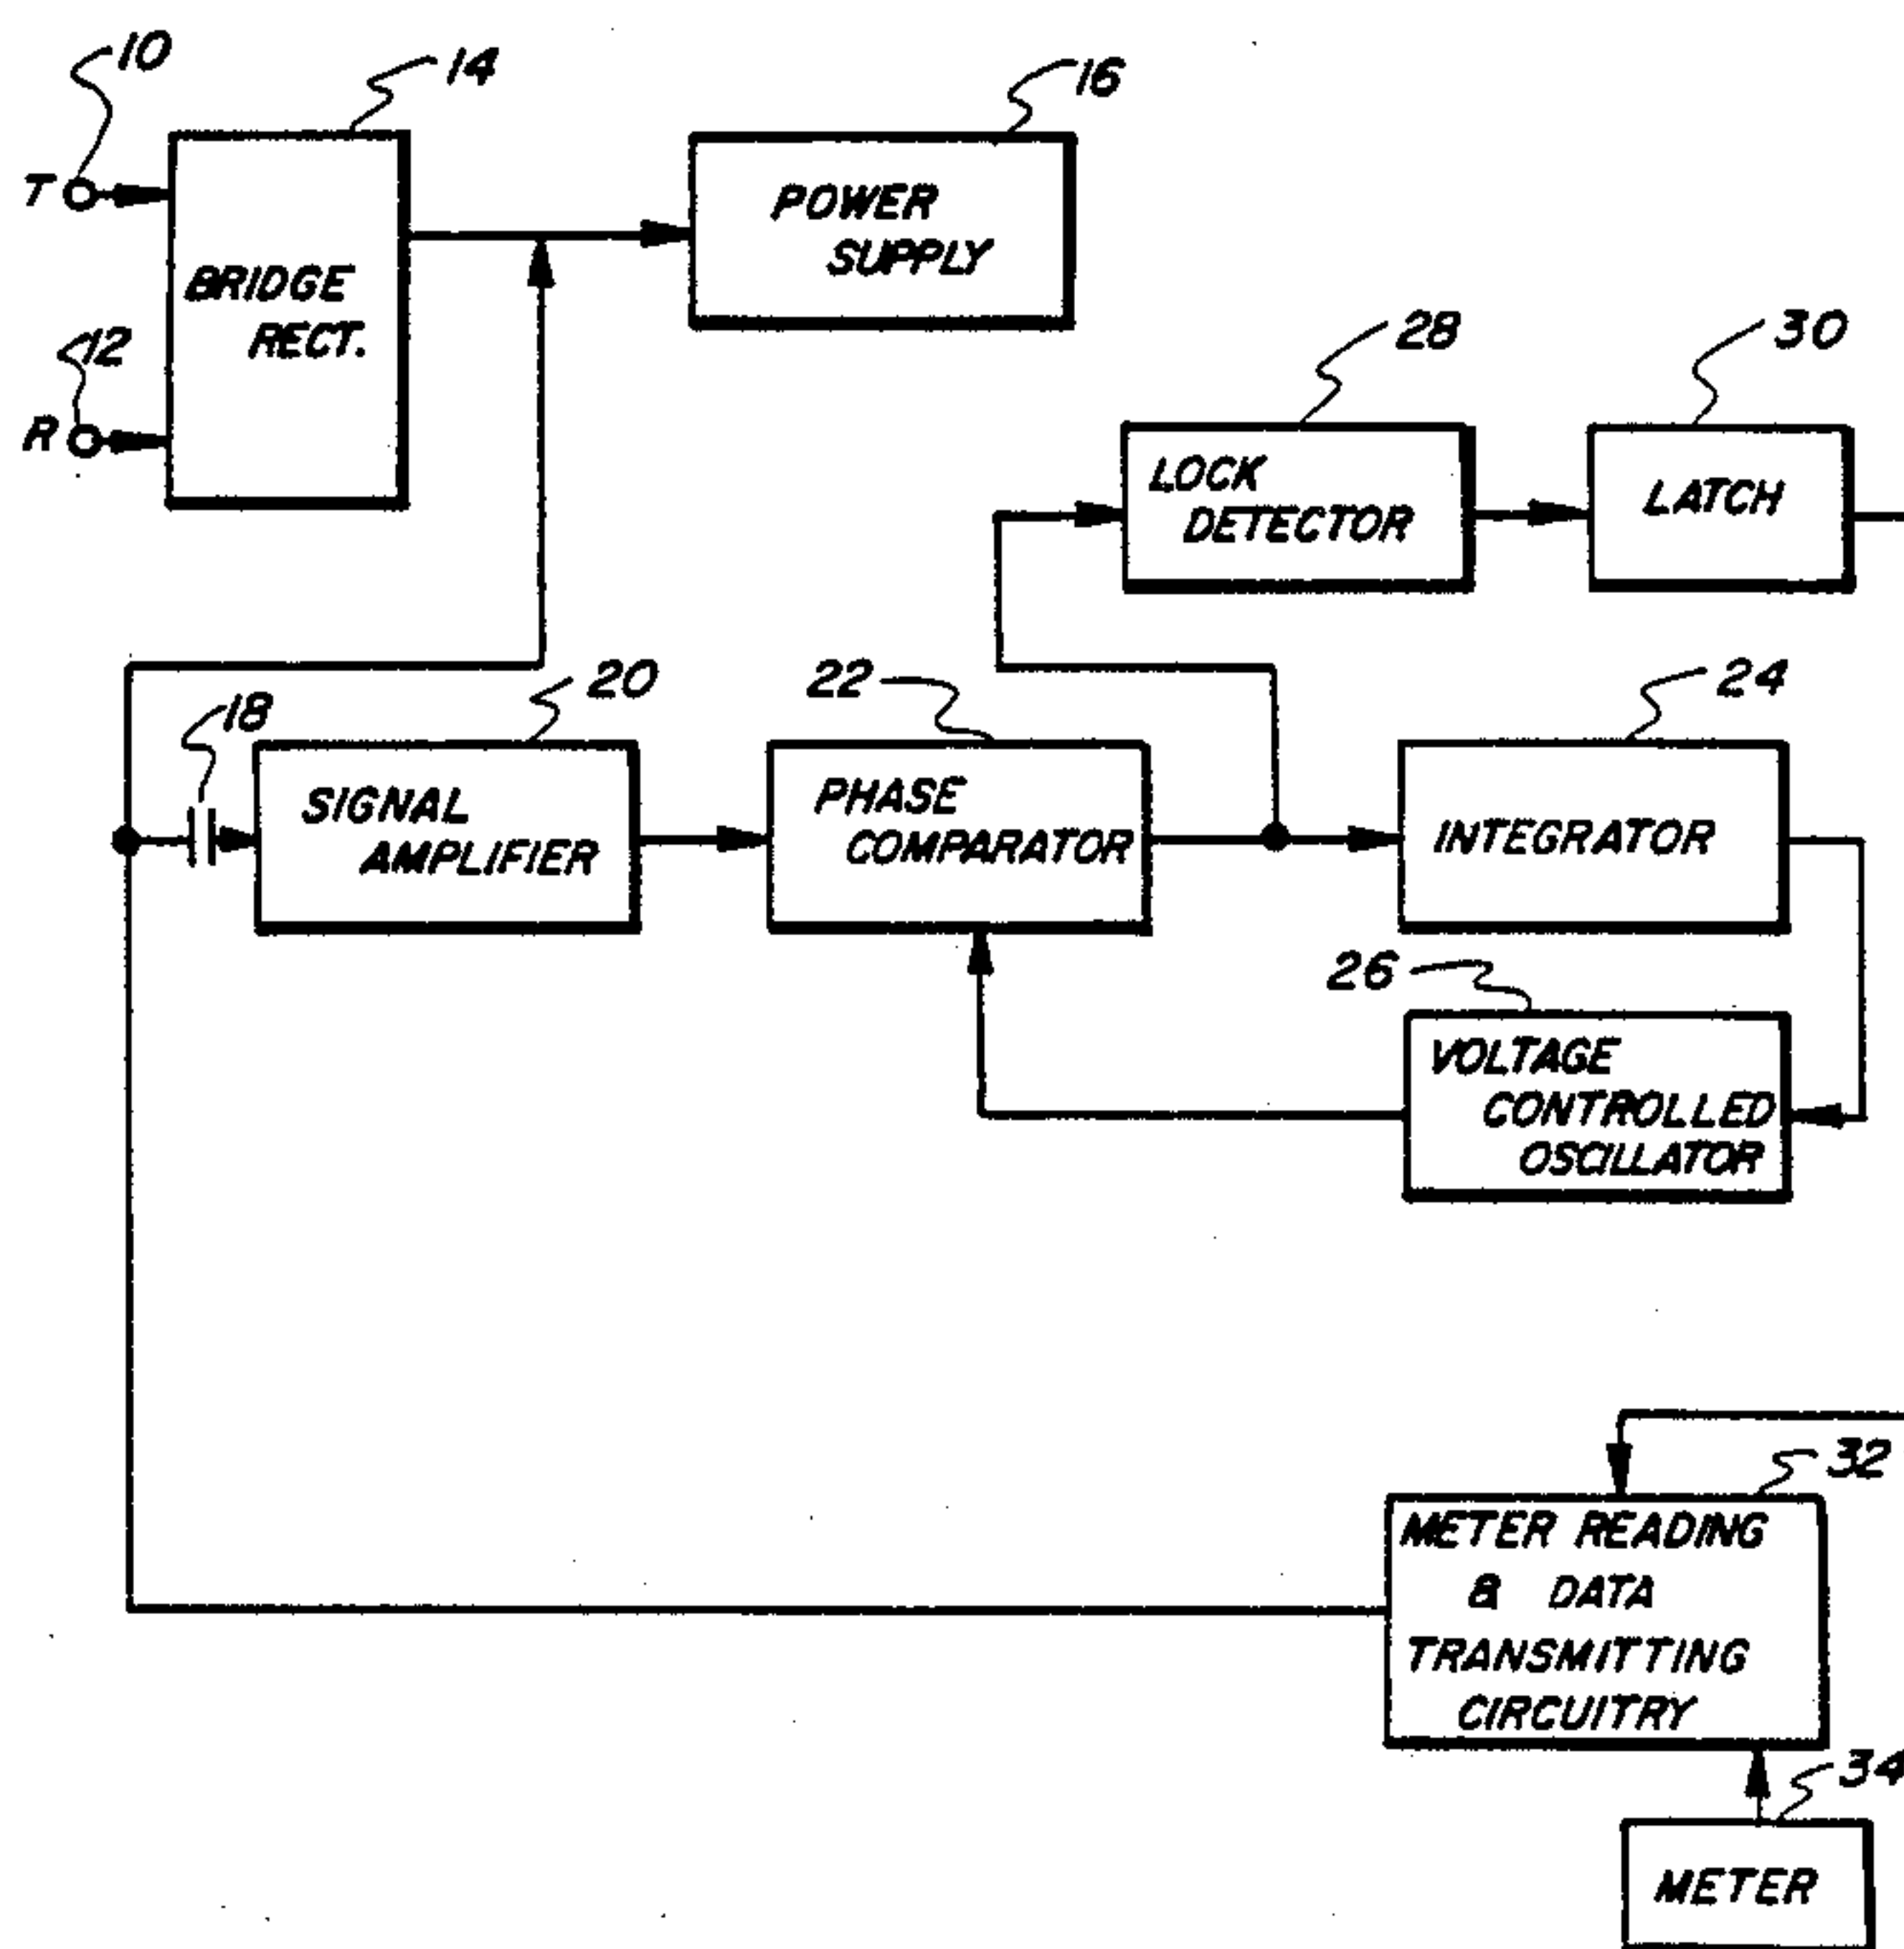 10
14
16
T
POWER
SUPPLY
BRIDGE
RECT.
12
R
28
30
LOCK
DETECTOR
LATCH
18
20
22
24
SIGNAL
AMPLIFIER
PHASE
COMPARATOR
INTEGRATOR
26
VOLTAGE
CONTROLLED
OSCILLATOR
32
METER READING
& DATA
TRANSMITTING
CIRCUITRY
34
METER